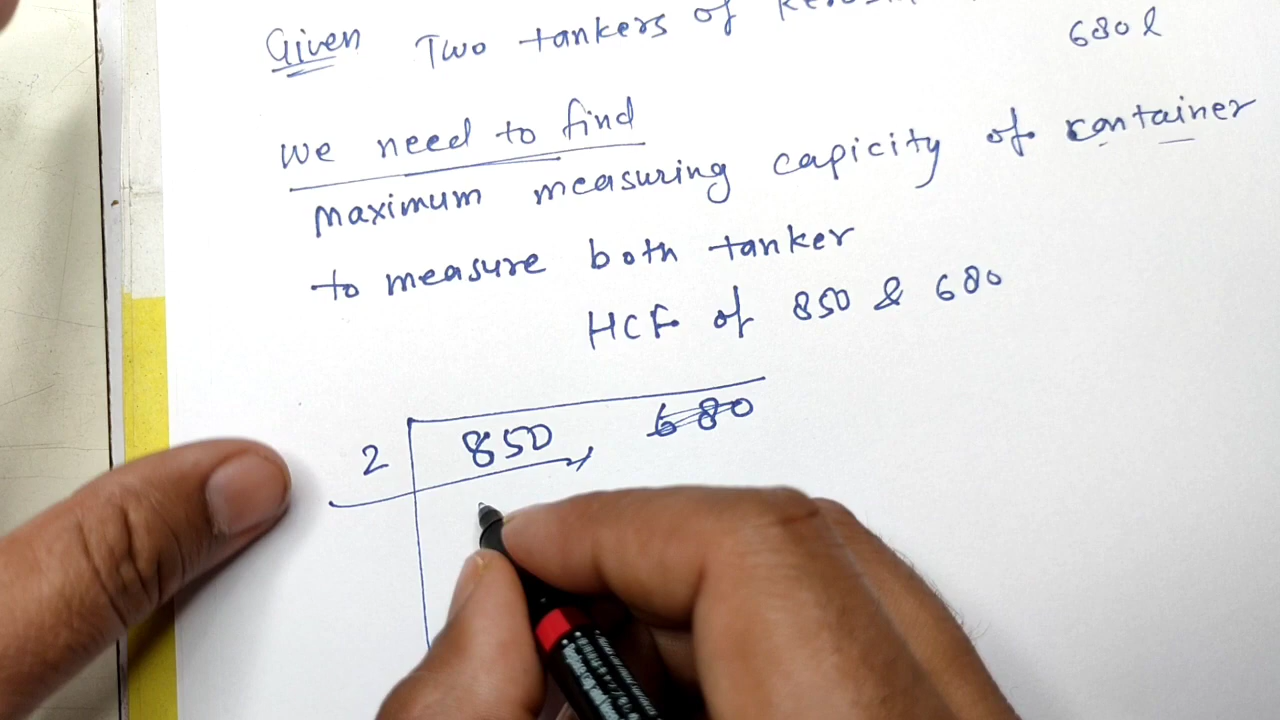 Given Two tankers of
680 l
We need to find
Maximum measuring capicity of container
to measure both tanker
HCF of 850 & 680
2 850 680